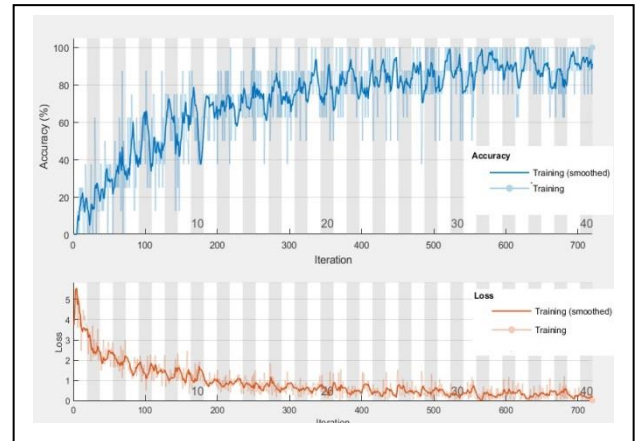 100
80
60
40
20
0
Accuracy (%)
Accuracy
Training (smoothed)
Training
10 20 30 40
0 100 200 300 400 500 600 700
Iteration
5
4
3
2
1
0
Loss
Loss
Training (smoothed)
Training
10 20 30 40
0 100 200 300 400 500 600 700
Iteration